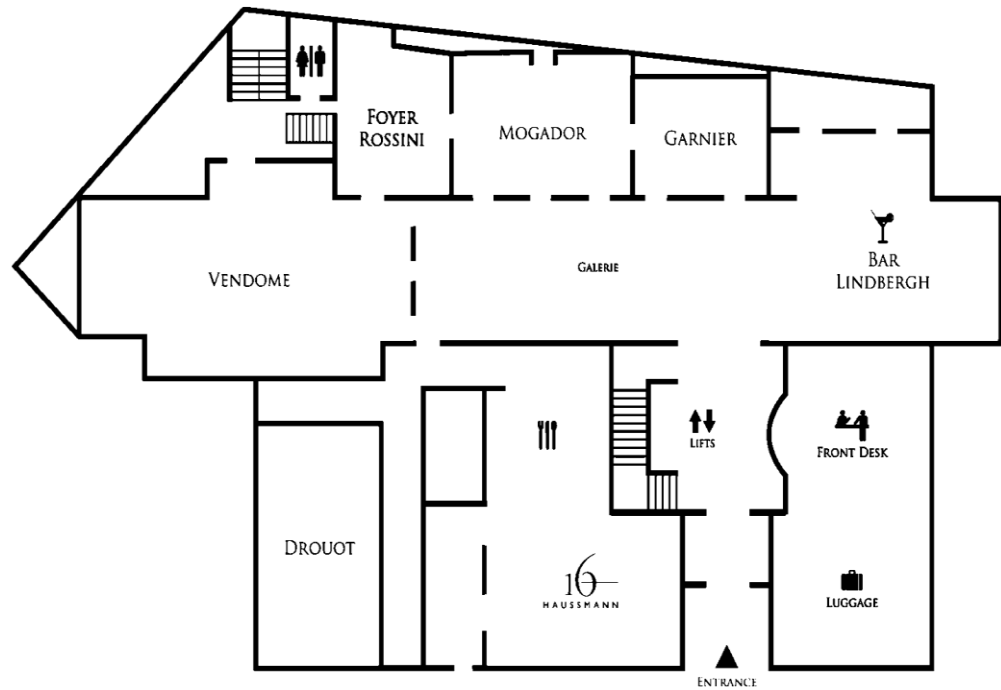 FOYER
ROSSINI
MOGADOR
GARNIER
VENDOME
GALERIE
BAR
LINDBERGH
LIFTS
FRONT DESK
DROUOT
16
HAUSSMANN
LUGGAGE
ENTRANCE